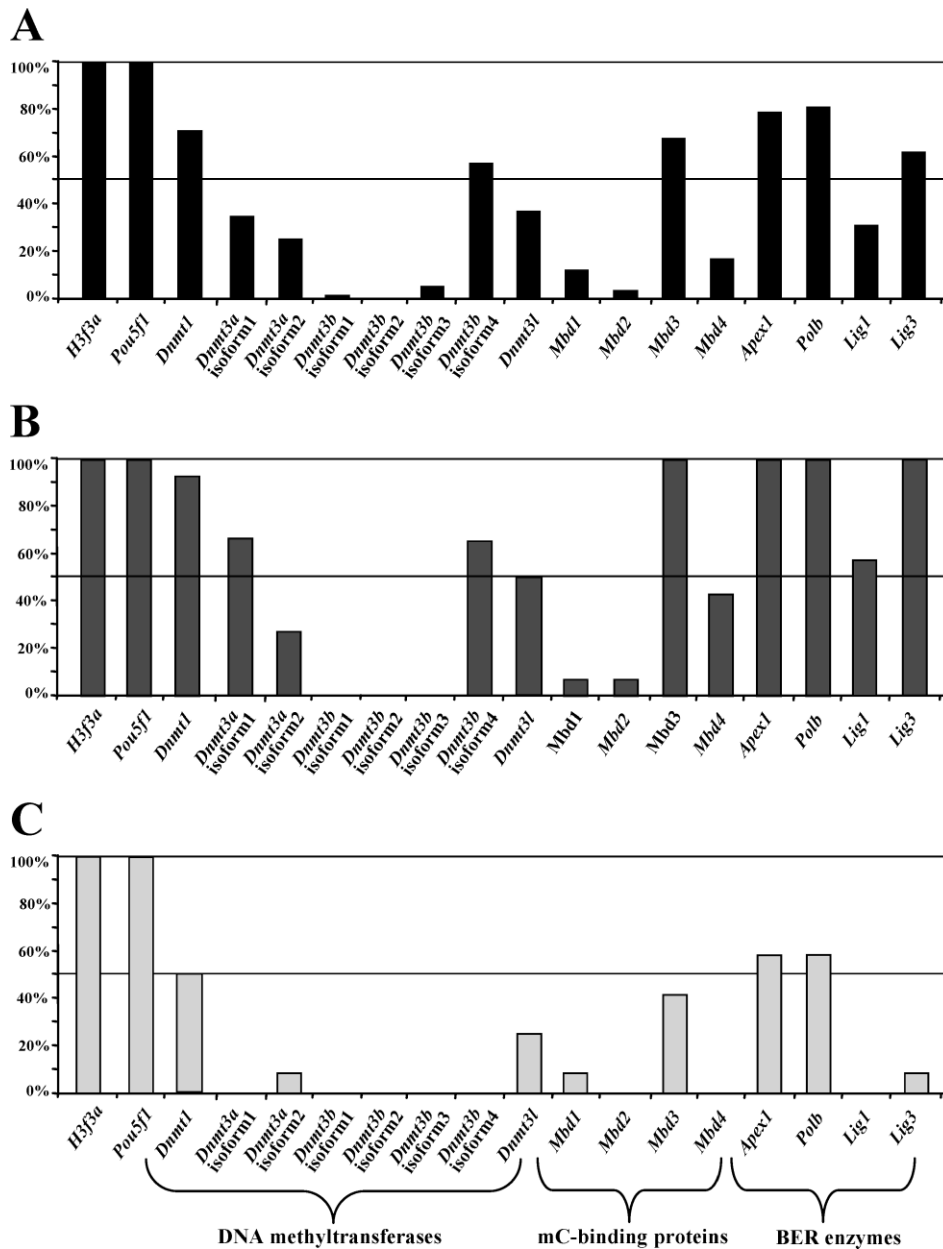 A
100%
80%
60%
40%
20%
0%
H3f3a
Pou5f1
Dnmt1
Dnmt3a
isoform1
Dnmt3a
isoform2
Dnmt3b
isoform1
Dnmt3b
isoform2
Dnmt3b
isoform3
Dnmt3b
isoform4
Dnmt3l
Mbd1
Mbd2
Mbd3
Mbd4
Apex1
Polb
Lig1
Lig3
B
100%
80%
60%
40%
20%
0%
H3f3a
Pou5f1
Dnmt1
Dnmt3a
isoform1
Dnmt3a
isoform2
Dnmt3b
isoform1
Dnmt3b
isoform2
Dnmt3b
isoform3
Dnmt3b
isoform4
Dnmt3l
Mbd1
Mbd2
Mbd3
Mbd4
Apex1
Polb
Lig1
Lig3
C
100%
80%
60%
40%
20%
0%
H3f3a
Pou5f1
Dnmt1
Dnmt3a
isoform1
Dnmt3a
isoform2
Dnmt3b
isoform1
Dnmt3b
isoform2
Dnmt3b
isoform3
Dnmt3b
isoform4
Dnmt3l
Mbd1
Mbd2
Mbd3
Mbd4
Apex1
Polb
Lig1
Lig3
DNA methyltransferases
mC-binding proteins
BER enzymes